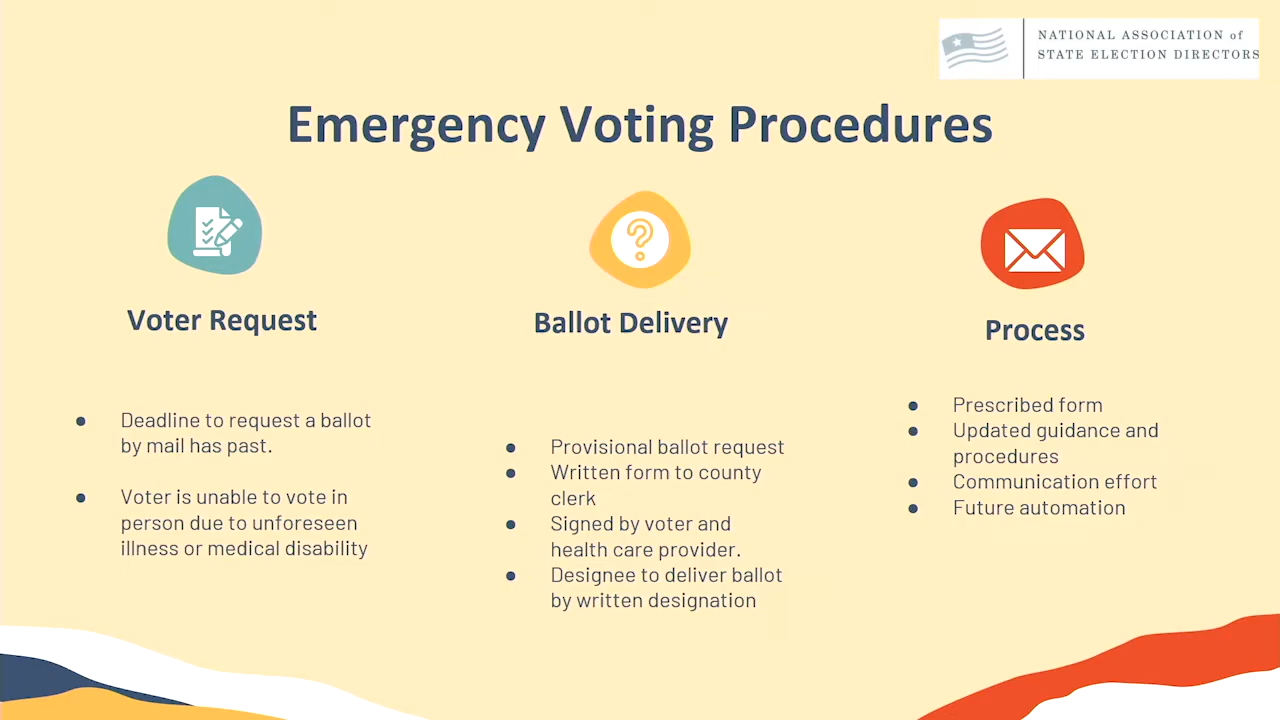 NATIONAL ASSOCIATION of
STATE ELECTION DIRECTORS
Emergency Voting Procedures
Voter Request
● Deadline to request a ballot
by mail has past.
● Voter is unable to vote in
person due to unforeseen
illness or medical disability
Ballot Delivery
● Provisional ballot request
● Written form to county
clerk
● Signed by voter and
health care provider.
● Designee to deliver ballot
by written designation
Process
● Prescribed form
● Updated guidance and
procedures
● Communication effort
● Future automation